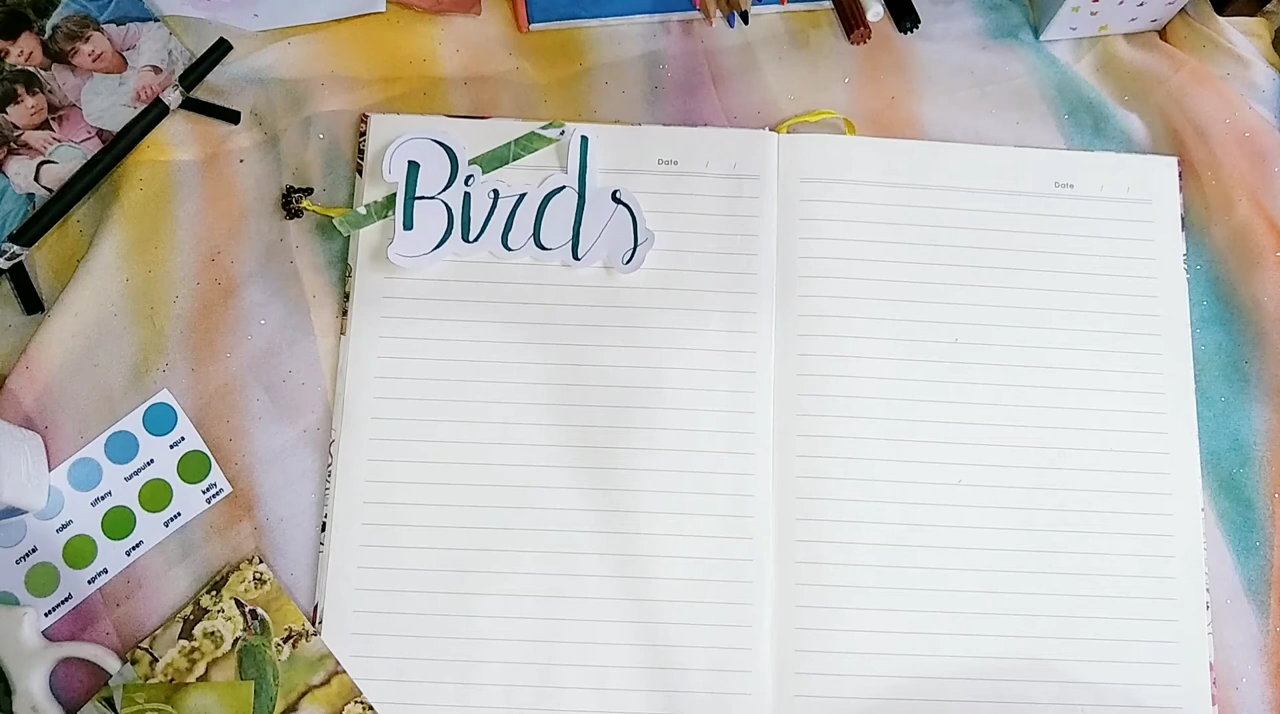 Birds
Date / /
Date / /
aqua
turquoise
tiffany
robin
crystal
kelly green
grass
green
spring
seaweed